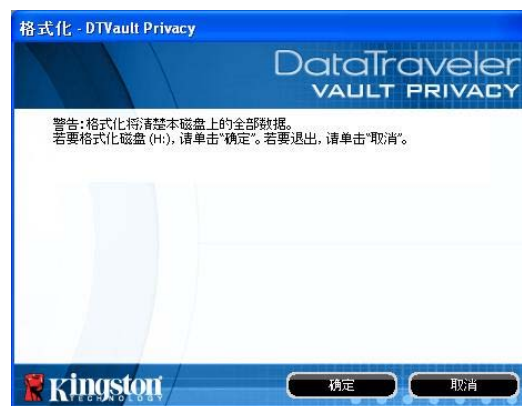 格式化 - DTVault Privacy
DataTraveler
VAULT PRIVACY
警告:格式化将清楚本磁盘上的全部数据。
若要格式化磁盘 (H:), 请单击“确定”。若要退出, 请单击“取消”。
Kingston
TECHNOLOGY
确定
取消